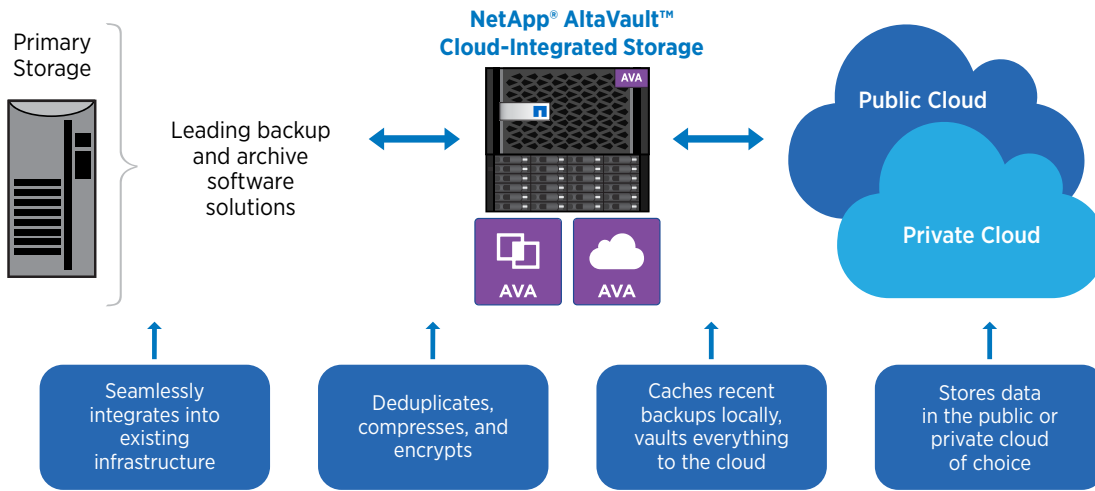 NetApp® AltaVault™
Cloud-Integrated Storage
Primary
Storage
Leading backup
and archive
software
solutions
AVA
AVA
AVA
Public Cloud
Private Cloud
Seamlessly
integrates into
existing
infrastructure
Deduplicates,
compresses, and
encrypts
Caches recent
backups locally,
vaults everything
to the cloud
Stores data
in the public or
private cloud
of choice